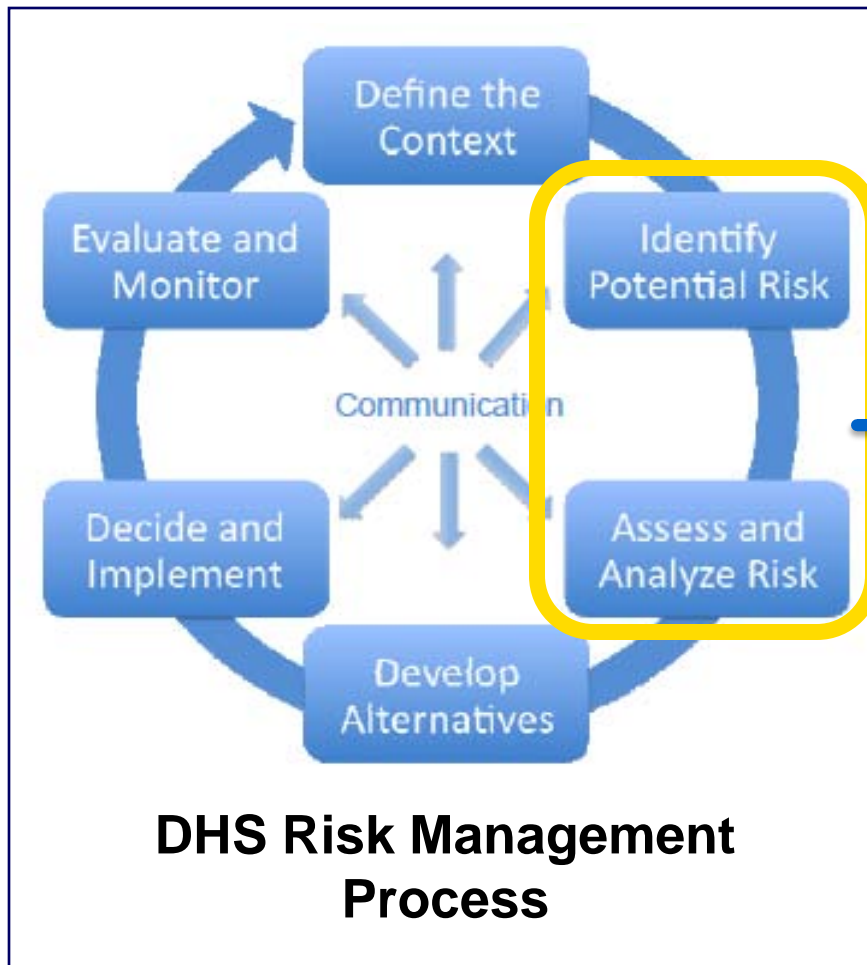 Define the
Context
Identify
Potential Risk
Assess and
Analyze Risk
Develop
Alternatives
Decide and
Implement
Evaluate and
Monitor
Communication
DHS Risk Management
Process